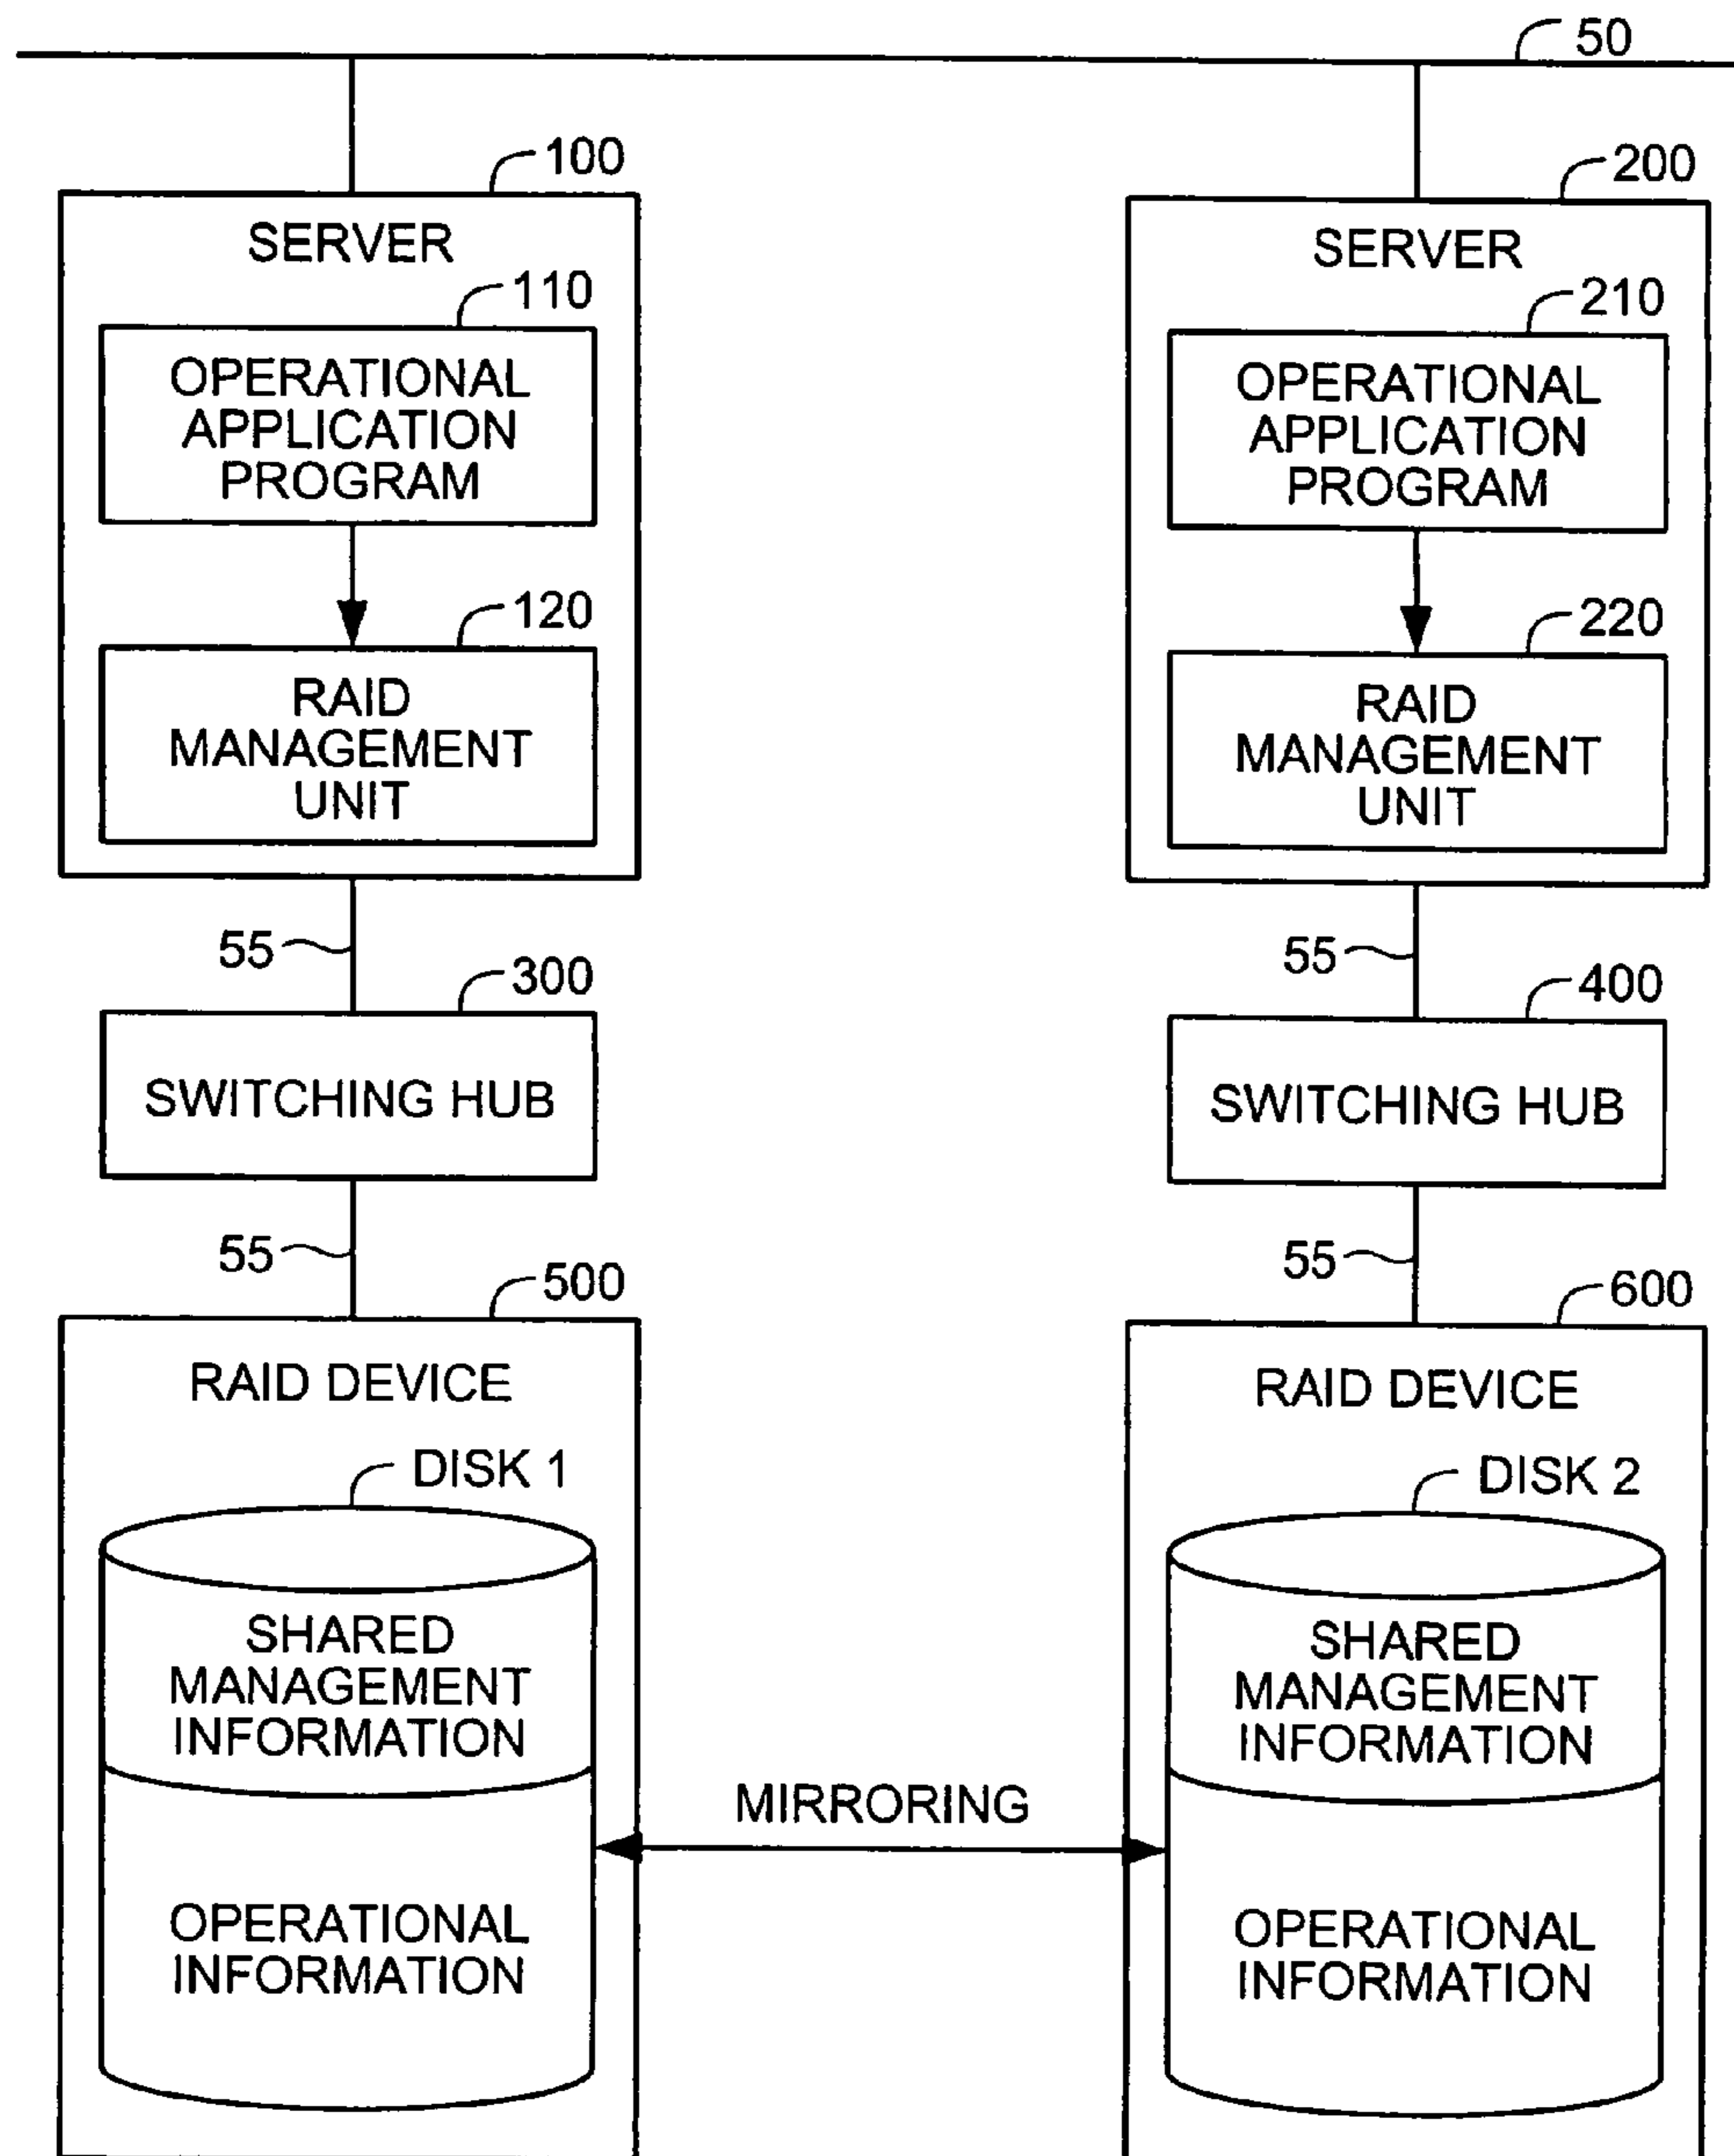 50
100
200
SERVER
SERVER
110
210
OPERATIONAL
APPLICATION
PROGRAM
OPERATIONAL
APPLICATION
PROGRAM
120
220
RAID
MANAGEMENT
UNIT
RAID
MANAGEMENT
UNIT
55
55
300
400
SWITCHING HUB
SWITCHING HUB
55
55
500
600
RAID DEVICE
RAID DEVICE
DISK 1
DISK 2
SHARED
MANAGEMENT
INFORMATION
SHARED
MANAGEMENT
INFORMATION
MIRRORING
OPERATIONAL
INFORMATION
OPERATIONAL
INFORMATION